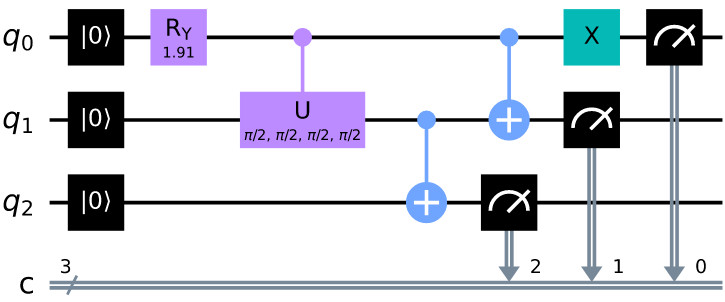 q0 |0⟩ RY 1.91 X
q1 |0⟩ U π/2, π/2, π/2, π/2
q2 |0⟩
c 3 2 1 0